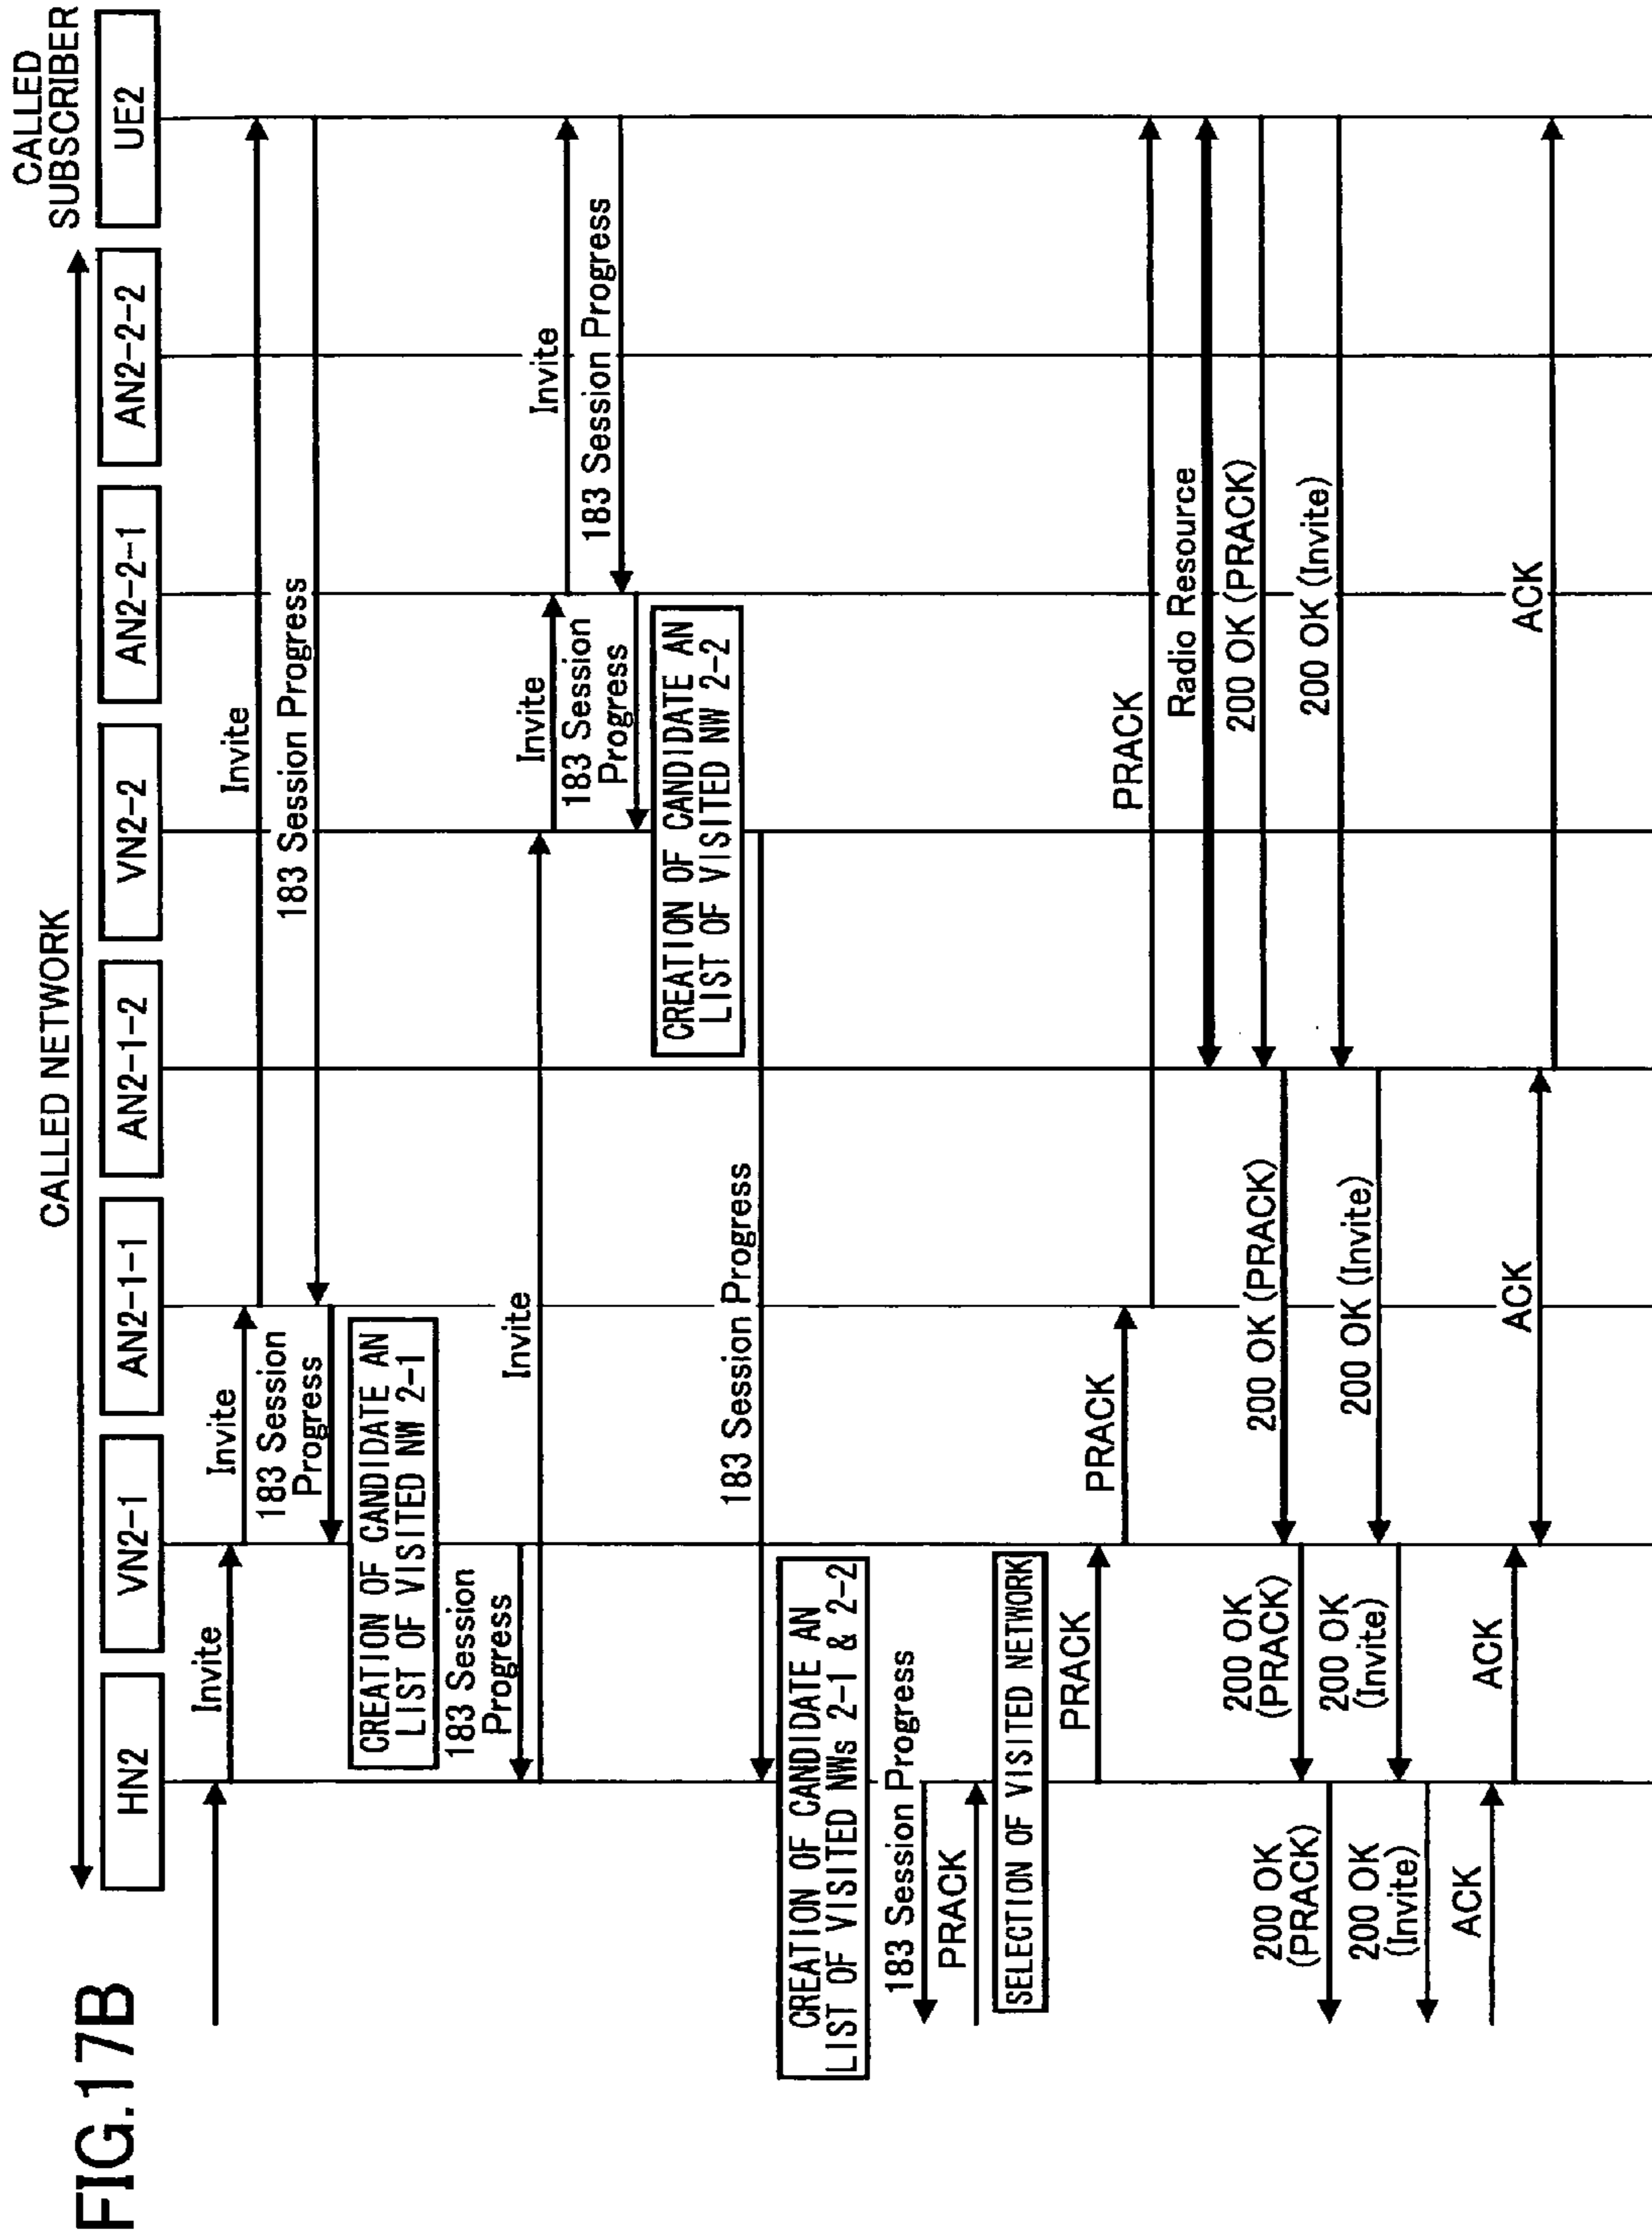 FIG.17B
CALLED NETWORK
CALLED
SUBSCRIBER
HN2
VN2-1
AN2-1-1
AN2-1-2
VN2-2
AN2-2-1
AN2-2-2
UE2
Invite
Invite
Invite
183 Session Progress
183 Session
Progress
CREATION OF CANDIDATE AN
LIST OF VISITED NW 2-1
183 Session
Progress
Invite
Invite
Invite
183 Session Progress
183 Session
Progress
CREATION OF CANDIDATE AN
LIST OF VISITED NW 2-2
183 Session Progress
CREATION OF CANDIDATE AN
LIST OF VISITED NWs 2-1 & 2-2
183 Session Progress
PRACK
SELECTION OF VISITED NETWORK
PRACK
PRACK
PRACK
Radio Resource
200 OK (PRACK)
200 OK (PRACK)
200 OK
(PRACK)
200 OK
(PRACK)
200 OK (Invite)
200 OK (Invite)
200 OK
(Invite)
200 OK
(Invite)
ACK
ACK
ACK
ACK